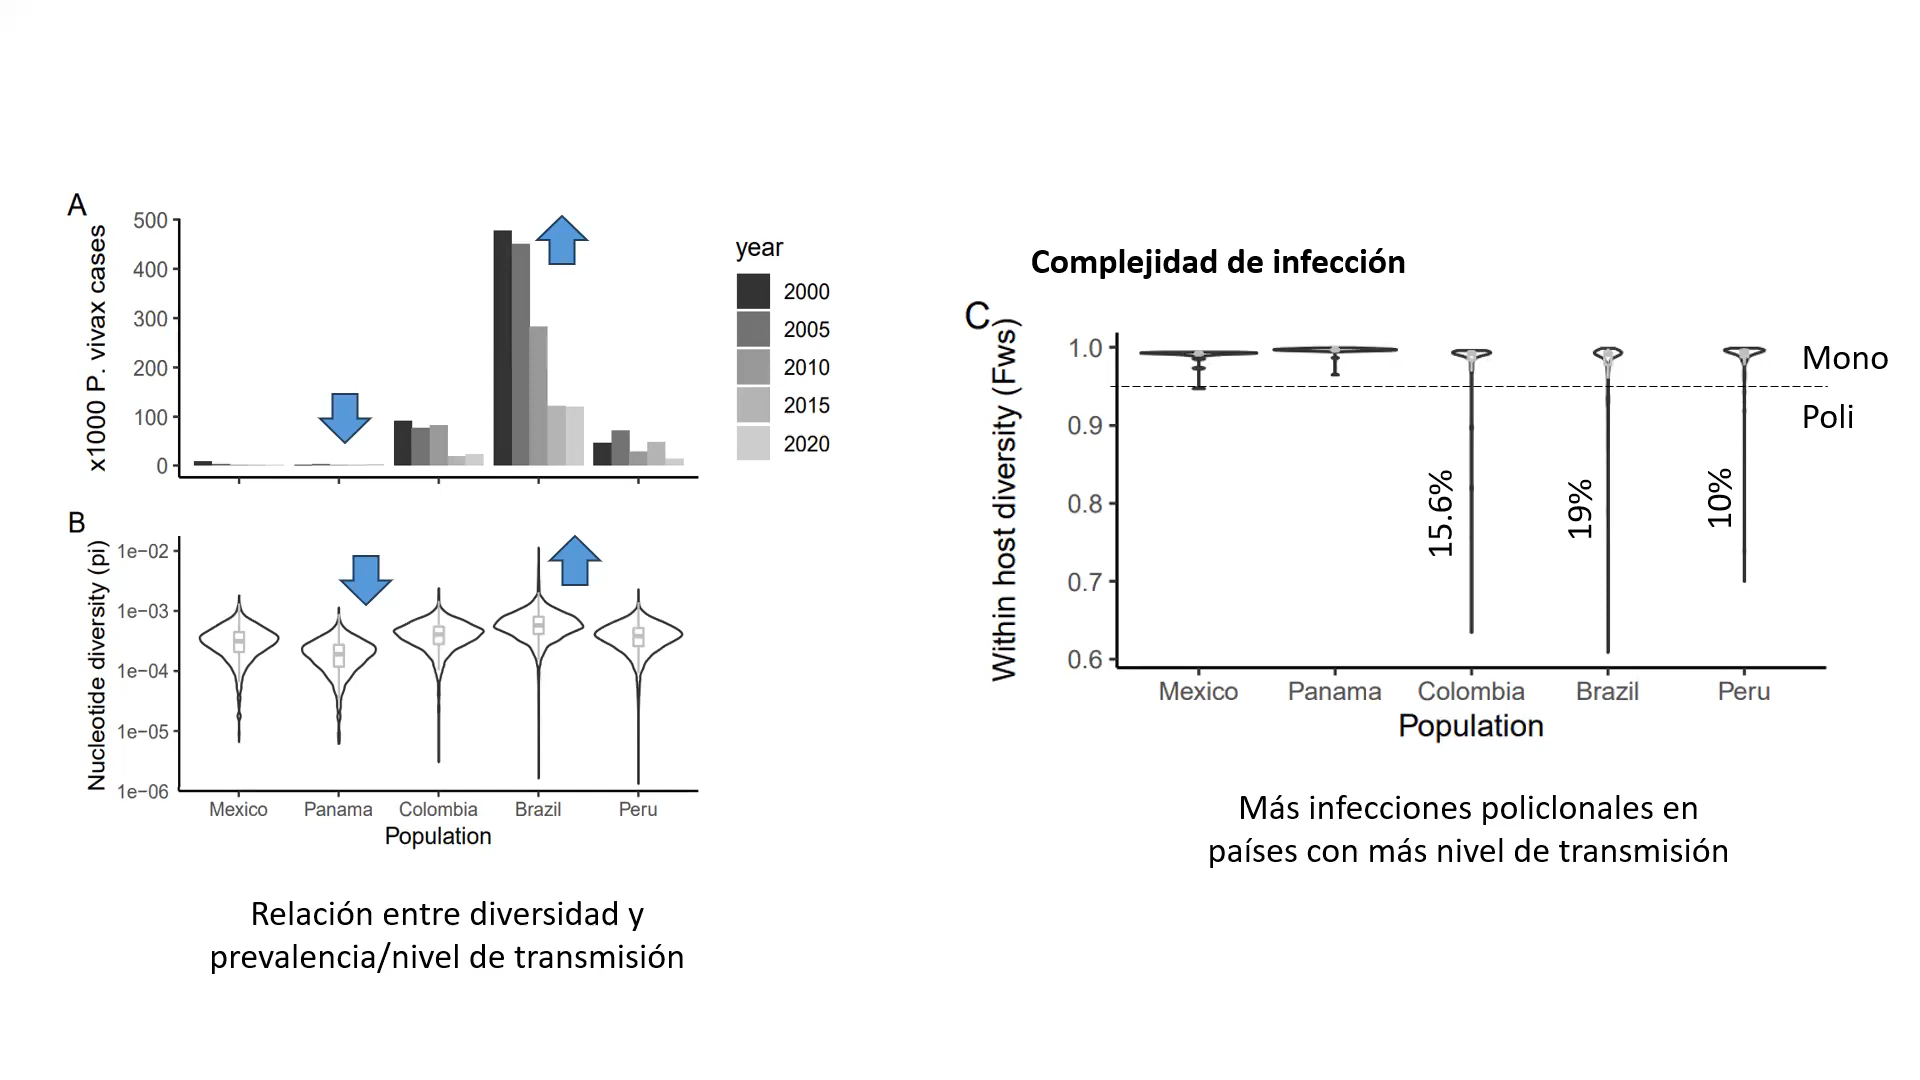 A
x1000 P. vivax cases
500
400
300
200
100
0
year
2000
2005
2010
2015
2020
B
Nucleotide diversity (pi)
1e−02
1e−03
1e−04
1e−05
1e−06
Mexico Panama Colombia Brazil Peru
Population
Relación entre diversidad y
prevalencia/nivel de transmisión
Complejidad de infección
C
Within host diversity (Fws)
1.0
0.9
0.8
0.7
0.6
Mono
Poli
15.6%
19%
10%
Mexico Panama Colombia Brazil Peru
Population
Más infecciones policlonales en
países con más nivel de transmisión